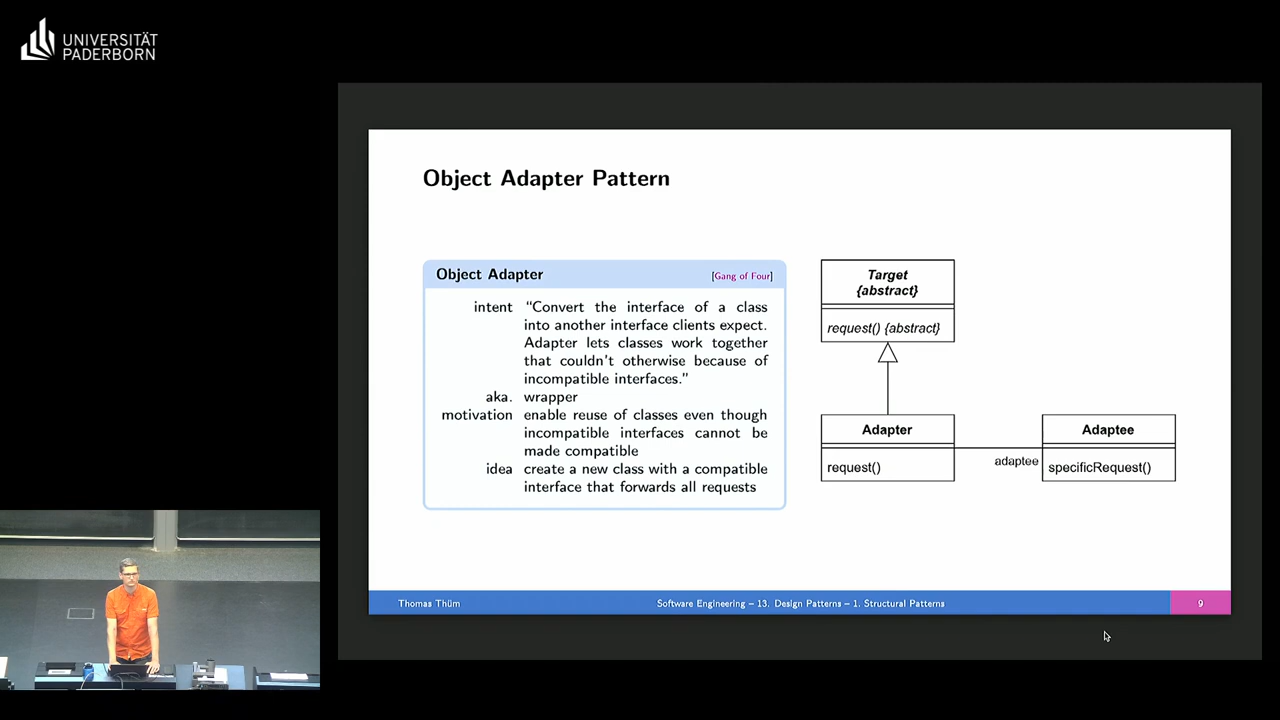 UNIVERSITÄT
PADERBORN
Object Adapter Pattern
Object Adapter
[Gang of Four]
intent "Convert the interface of a class
into another interface clients expect.
Adapter lets classes work together
that couldn't otherwise because of
incompatible interfaces."
aka. wrapper
motivation enable reuse of classes even though
incompatible interfaces cannot be
made compatible
idea create a new class with a compatible
interface that forwards all requests
Target
{abstract}
request() {abstract}
Adapter
request()
adaptee
Adaptee
specificRequest()
Thomas Thüm
Software Engineering – 13. Design Patterns – 1. Structural Patterns
9